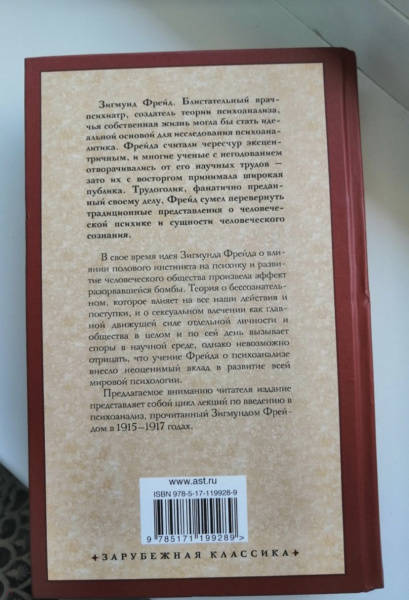 Зигмунд Фрейд. Блистательный врач-
психиатр, создатель теории психоанализа,
чья собственная жизнь могла бы стать иде-
альной основой для исследования психоана-
литика. Фрейда считали чересчур эксцен-
тричным, и многие ученые с негодованием
отворачивались от его научных трудов —
зато их с восторгом принимала широкая
публика. Трудоголик, фанатично предан-
ный своему делу, Фрейд сумел перевернуть
традиционные представления о человече-
ской психике и сущности человеческого
сознания.
В свое время идея Зигмунда Фрейда о вли-
янии полового инстинкта на психику и разви-
тие человеческого общества произвела эффект
разорвавшейся бомбы. Теория о бессознатель-
ном, которое влияет на все наши действия и
поступки, и о сексуальном влечении как глав-
ной движущей силе отдельной личности и
общества в целом и по сей день вызывает
споры в научной среде, однако невозможно
отрицать, что учение Фрейда о психоанализе
внесло неоценимый вклад в развитие всей
мировой психологии.
Предлагаемое вниманию читателя издание
представляет собой цикл лекций по введению в
психоанализ, прочитанный Зигмундом Фрей-
дом в 1915—1917 годах.
www.ast.ru
ISBN 978-5-17-119928-9
9 785171 199289 >
ЗАРУБЕЖНАЯ КЛАССИКА